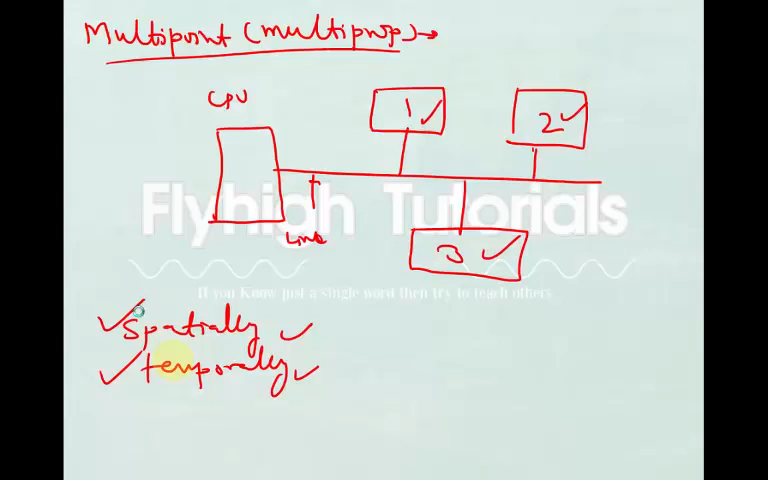 Multipoint (multiprop) →
CPU
1 ✓
2 ✓
Flyhigh Tutorials
Line
3 ✓
If you Know just a single word then try to teach others
✓ Spatially ✓
✓ temporally ✓